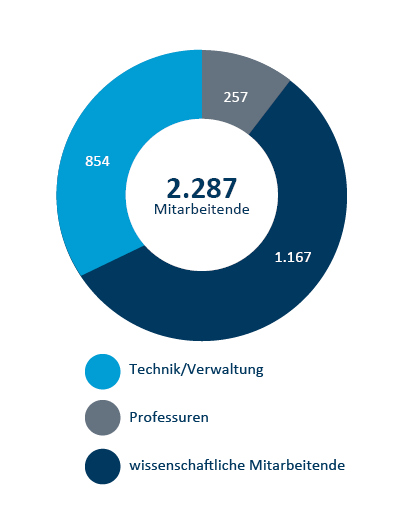 257
854
2.287
Mitarbeitende
1.167
Technik/Verwaltung
Professuren
wissenschaftliche Mitarbeitende